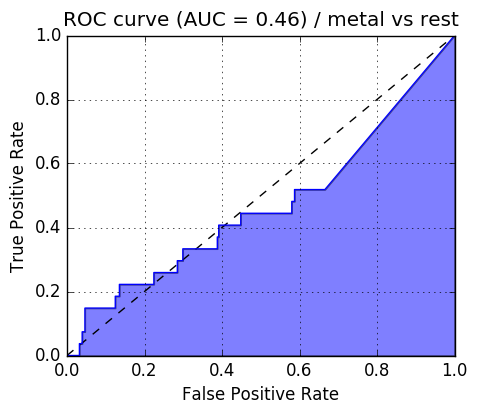 ROC curve (AUC = 0.46) / metal vs rest
1.0
0.8
0.6
0.4
0.2
0.0
True Positive Rate
0.0 0.2 0.4 0.6 0.8 1.0
False Positive Rate